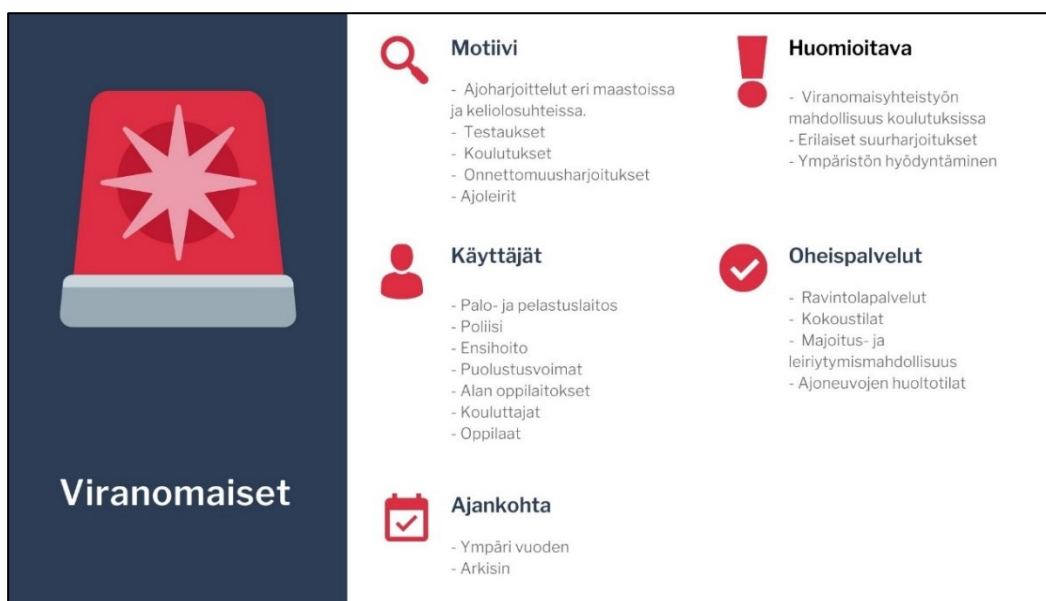 Viranomaiset
Motiivi
- Ajoharjoittelut eri maastoissa
ja keliolosuhteissa.
- Testaukset
- Koulutukset
- Onnettomuusharjoitukset
- Ajoleirit
Huomioitava
- Viranomaisyhteistyön
mahdollisuus koulutuksissa
- Erilaiset suurharjoitukset
- Ympäristön hyödyntäminen
Käyttäjät
- Palo- ja pelastuslaitos
- Poliisi
- Ensihoito
- Puolustusvoimat
- Alan oppilaitokset
- Kouluttajat
- Oppilaat
Oheispalvelut
- Ravintolapalvelut
- Kokoustilat
- Majoitus- ja
leiriytymismahdollisuus
- Ajoneuvojen huoltotilat
Ajankohta
- Ympäri vuoden
- Arkisin